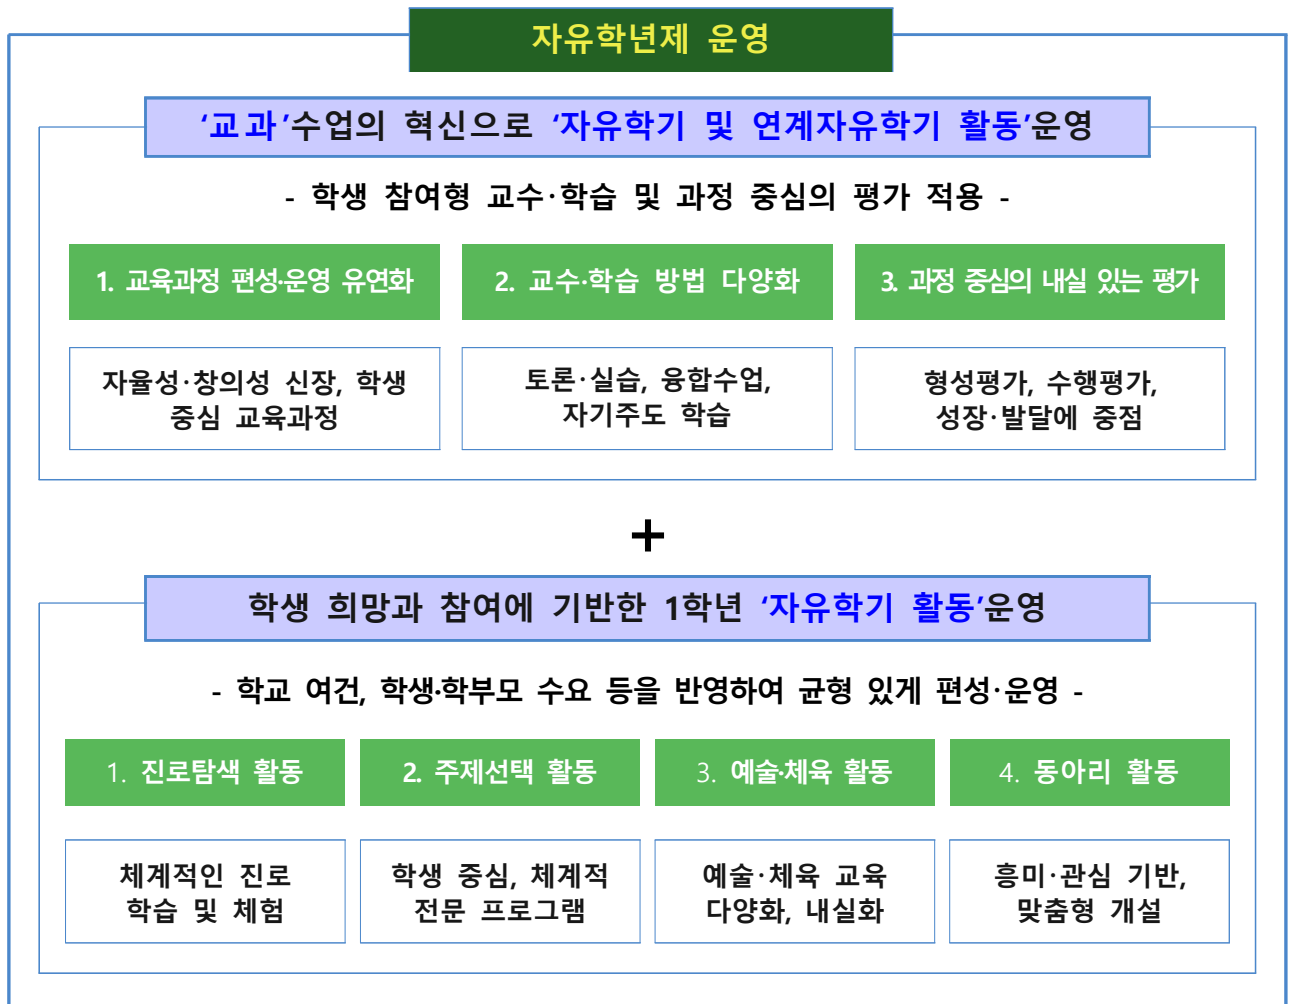 자유학년제 운영
‘교과’수업의 혁신으로 ‘자유학기 및 연계자유학기 활동’운영
- 학생 참여형 교수·학습 및 과정 중심의 평가 적용 -
1. 교육과정 편성·운영 유연화
2. 교수·학습 방법 다양화
3. 과정 중심의 내실 있는 평가
자율성·창의성 신장, 학생
중심 교육과정
토론·실습, 융합수업,
자기주도 학습
형성평가, 수행평가,
성장·발달에 중점
+
학생 희망과 참여에 기반한 1학년 ‘자유학기 활동’운영
- 학교 여건, 학생·학부모 수요 등을 반영하여 균형 있게 편성·운영 -
1. 진로탐색 활동
2. 주제선택 활동
3. 예술·체육 활동
4. 동아리 활동
체계적인 진로
학습 및 체험
학생 중심, 체계적
전문 프로그램
예술·체육 교육
다양화, 내실화
흥미·관심 기반,
맞춤형 개설